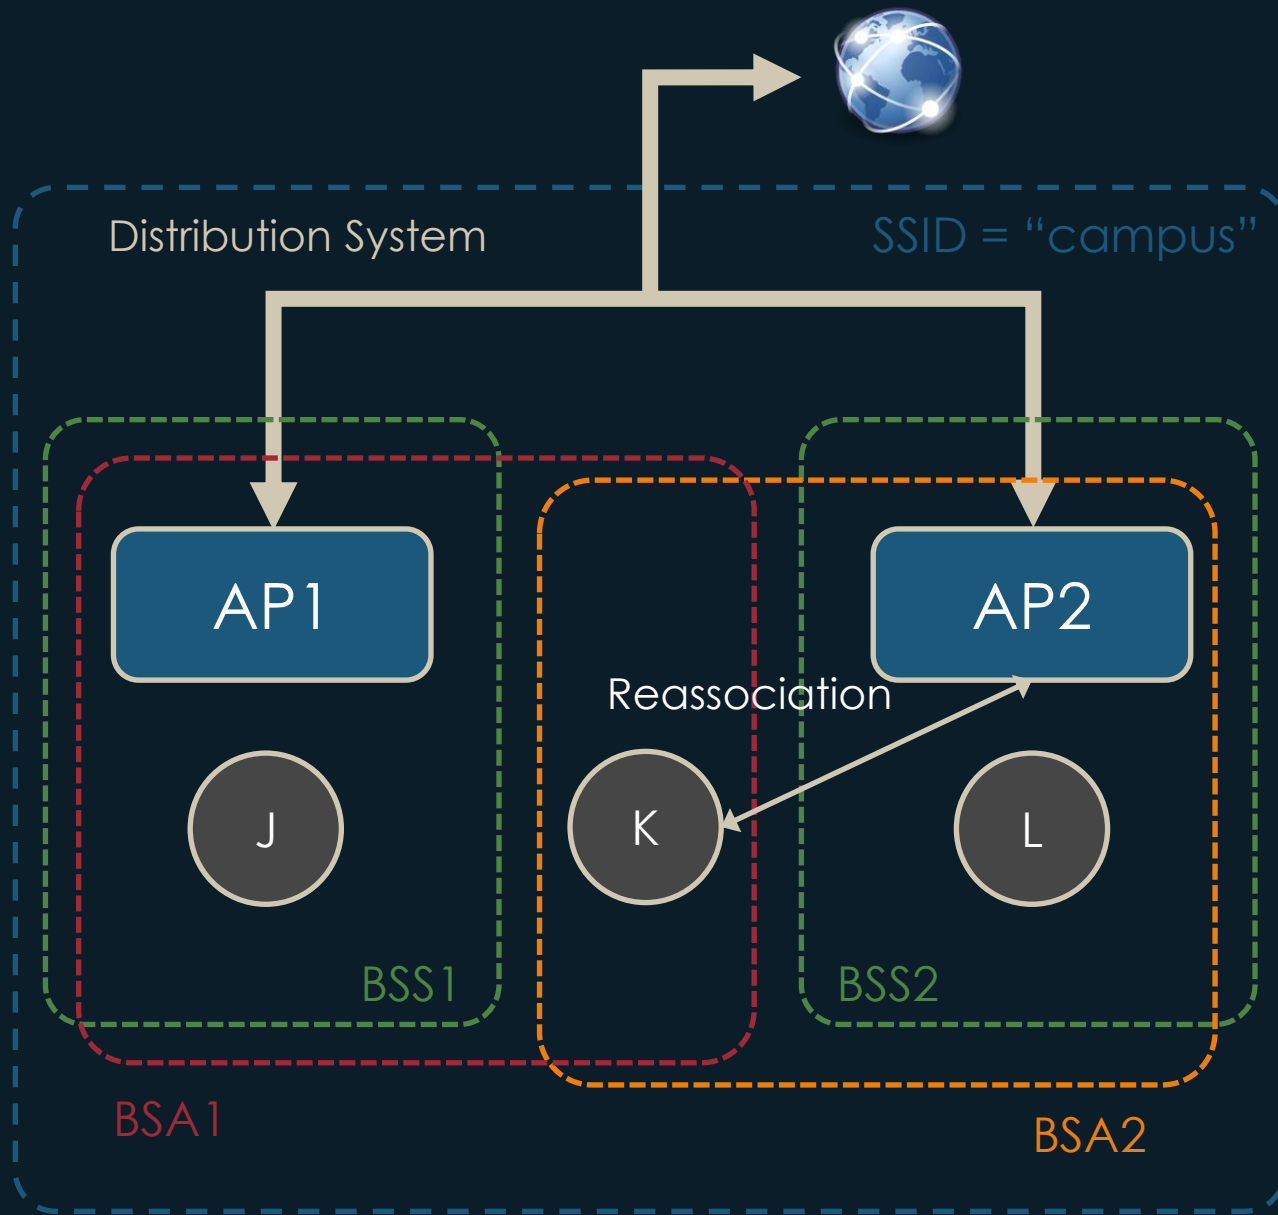 Distribution System
SSID = “campus”
AP1
AP2
Reassociation
J
K
L
BSS1
BSS2
BSA1
BSA2